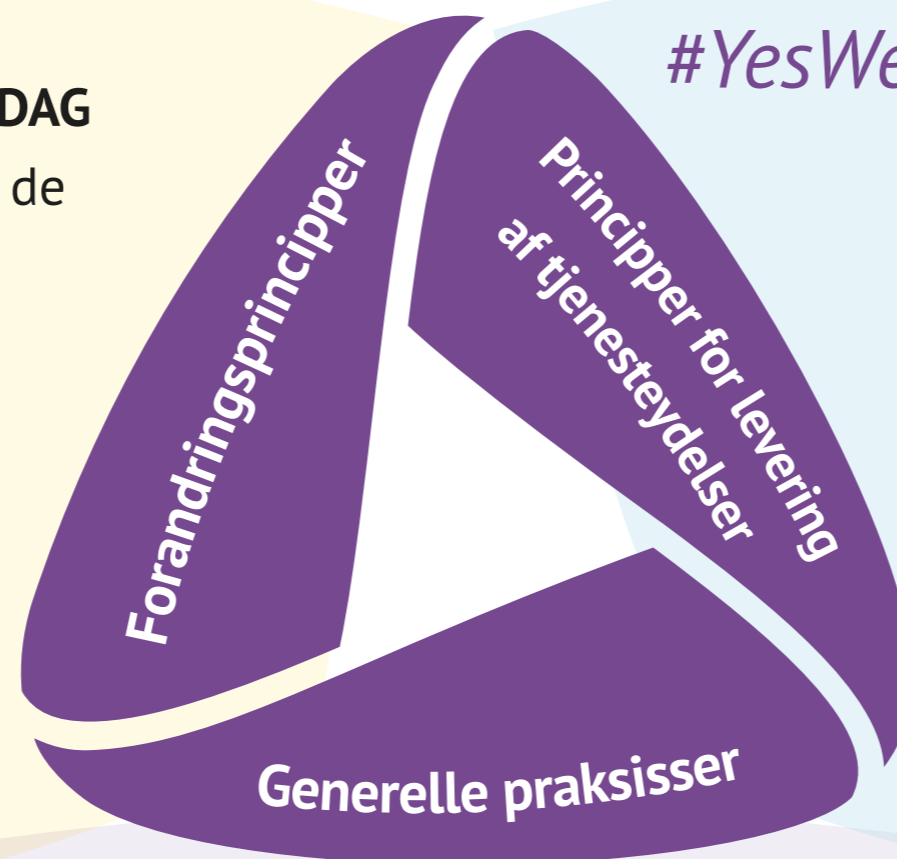 DAG
de
#YesWe
Forandringsprincipper
Principper for levering
af tjenesteydelser
Generelle praksisser